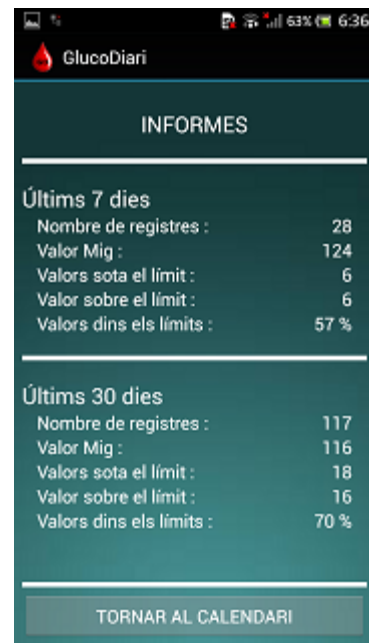 63% 6:36
GlucoDiari
INFORMES
Últims 7 dies
Nombre de registres : 28
Valor Mig : 124
Valors sota el límit : 6
Valor sobre el límit : 6
Valors dins els límits : 57 %
Últims 30 dies
Nombre de registres : 117
Valor Mig : 116
Valors sota el límit : 18
Valor sobre el límit : 16
Valors dins els límits : 70 %
TORNAR AL CALENDARI